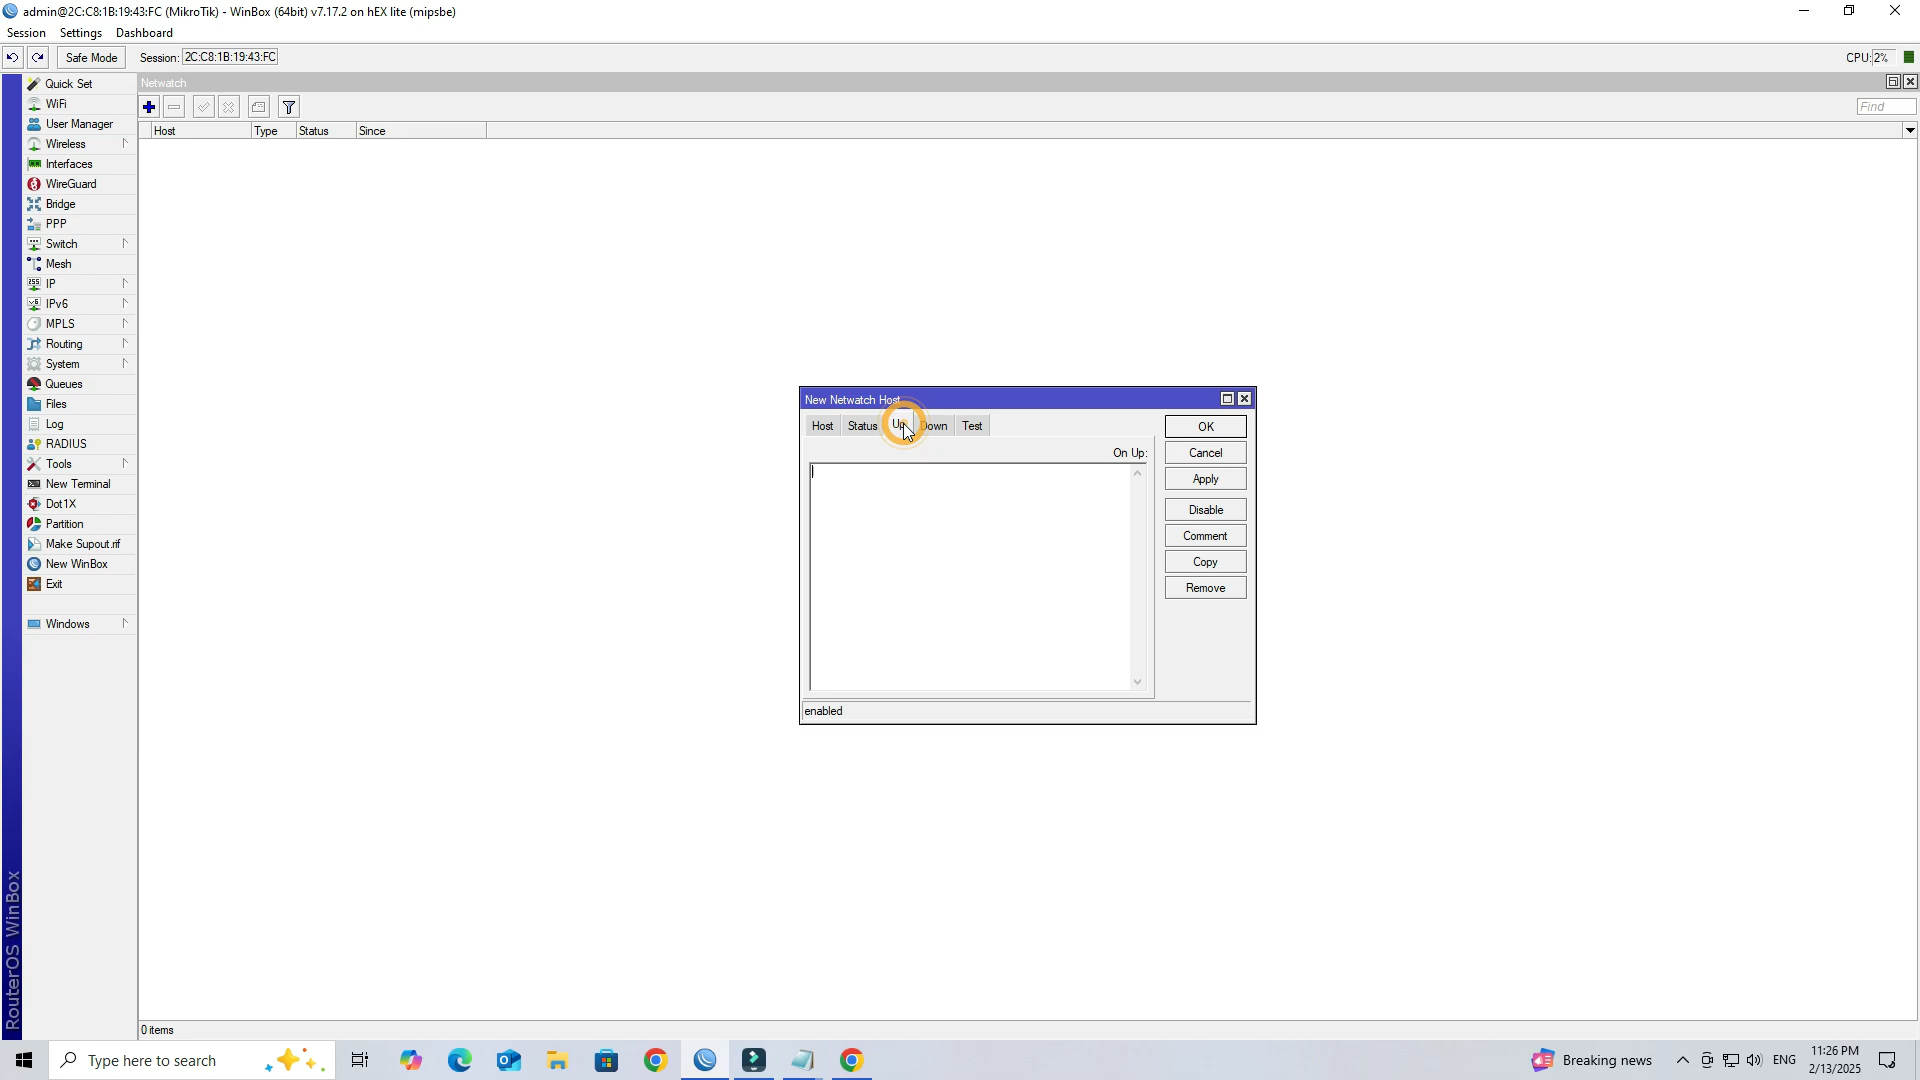 admin@2C:C8:1B:19:43:FC (MikroTik) - WinBox (64bit) v7.17.2 on hEX lite (mipsbe)
Session Settings Dashboard
Safe Mode Session: 2C:C8:1B:19:43:FC CPU: 2%
Quick Set
WiFi
User Manager
Wireless
Interfaces
WireGuard
Bridge
PPP
Switch
Mesh
IP
IPv6
MPLS
Routing
System
Queues
Files
Log
RADIUS
Tools
New Terminal
Dot1X
Partition
Make Supout.rif
New WinBox
Exit
Windows
RouterOS WinBox
Netwatch
Find
Host Type Status Since
New Netwatch Host
Host Status Up Down Test
On Up:
OK
Cancel
Apply
Disable
Comment
Copy
Remove
enabled
0 items
Type here to search
Breaking news
ENG
11:26 PM
2/13/2025